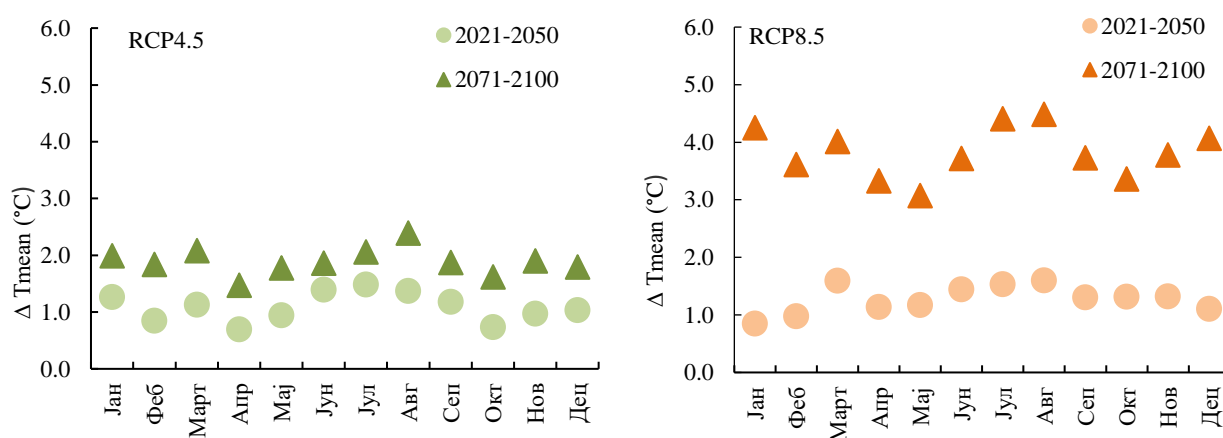 RCP4.5
2021-2050
2071-2100
Δ Tmean (°C)
6.0
5.0
4.0
3.0
2.0
1.0
0.0
Јан
Феб
Март
Апр
Мај
Јун
Јул
Авг
Сеп
Окт
Нов
Дец
RCP8.5
2021-2050
2071-2100
Δ Tmean (°C)
6.0
5.0
4.0
3.0
2.0
1.0
0.0
Јан
Феб
Март
Апр
Мај
Јун
Јул
Авг
Сеп
Окт
Нов
Дец